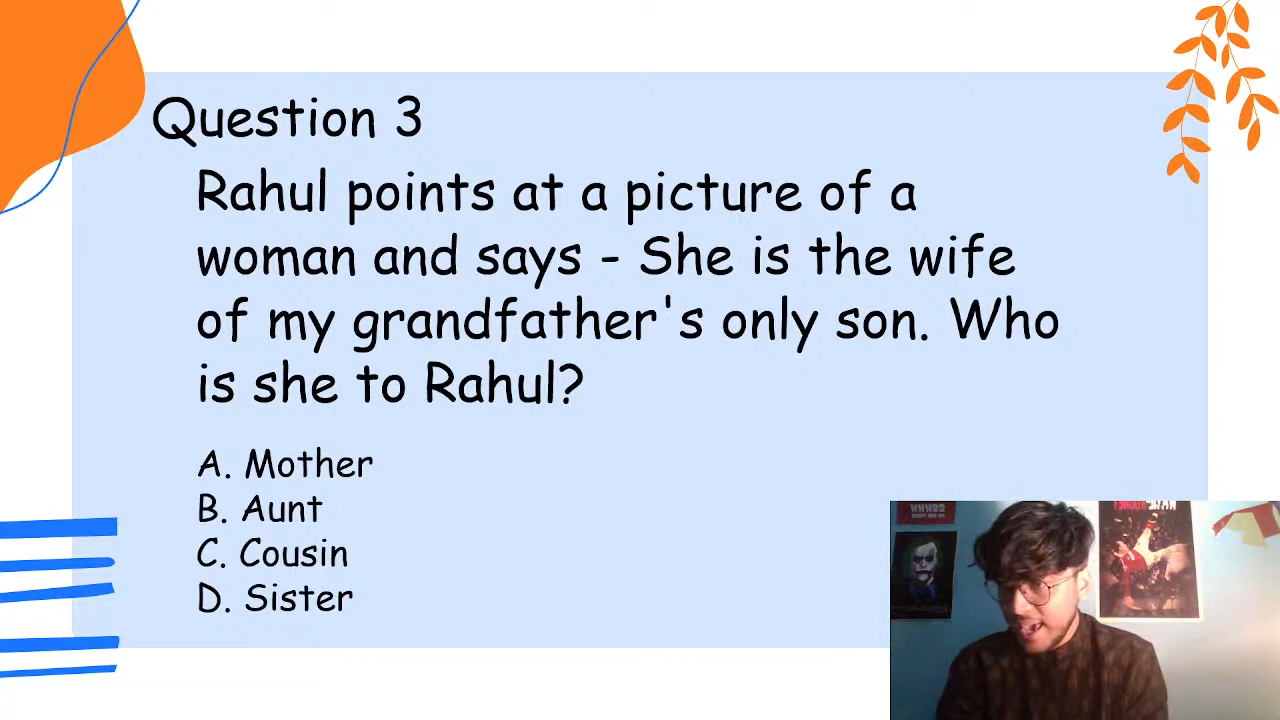 Question 3
Rahul points at a picture of a
woman and says - She is the wife
of my grandfather's only son. Who
is she to Rahul?
A. Mother
B. Aunt
C. Cousin
D. Sister